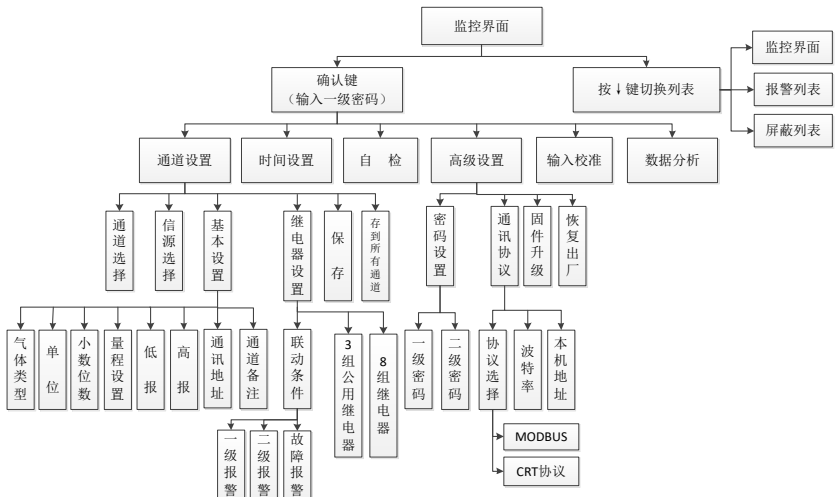 监控界面
监控界面
确认键
（输入一级密码）
按↓键切换列表
报警列表
屏蔽列表
通道设置
时间设置
自 检
高级设置
输入校准
数据分析
通道选择
信源选择
基本设置
继电器设置
保 存
存到所有通道
密码设置
通讯协议
固件升级
恢复出厂
气体类型
单 位
小数位数
量程设置
低 报
高 报
通讯地址
通道备注
联动条件
3组公用继电器
8组继电器
一级密码
二级密码
协议选择
波特率
本机地址
一级报警
二级报警
故障报警
MODBUS
CRT协议